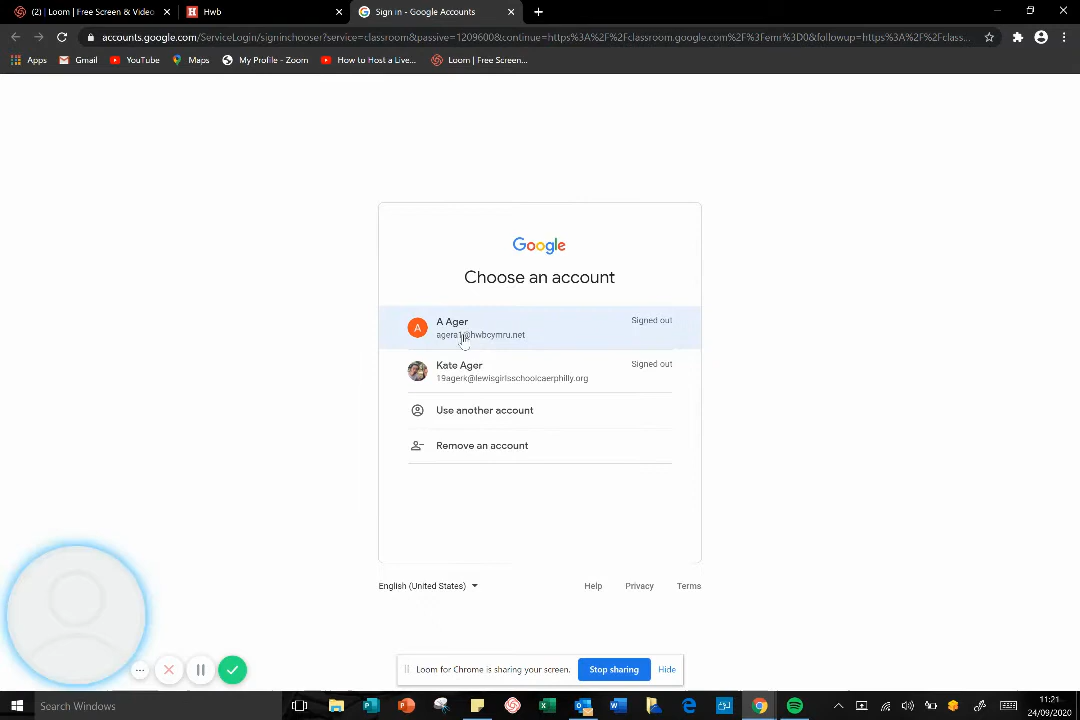 (2) Loom | Free Screen & Video
Hwb
Sign in - Google Accounts
accounts.google.com/ServiceLogin/signinchooser?service=classroom&passive=1209600&continue=https%3A%2F%2Fclassroom.google.com%2F%3Femr%3D0&followup=https%3A%2F%2Fclass...
Apps
Gmail
YouTube
Maps
My Profile - Zoom
How to Host a Live...
Loom | Free Screen...
Google
Choose an account
A
A Ager
agera1@hwbcymru.net
Signed out
Kate Ager
19agerk@lewisgirlsschoolcaerphilly.org
Signed out
Use another account
Remove an account
English (United States)
Help
Privacy
Terms
Loom for Chrome is sharing your screen.
Stop sharing
Hide
Search Windows
11:21
24/09/2020